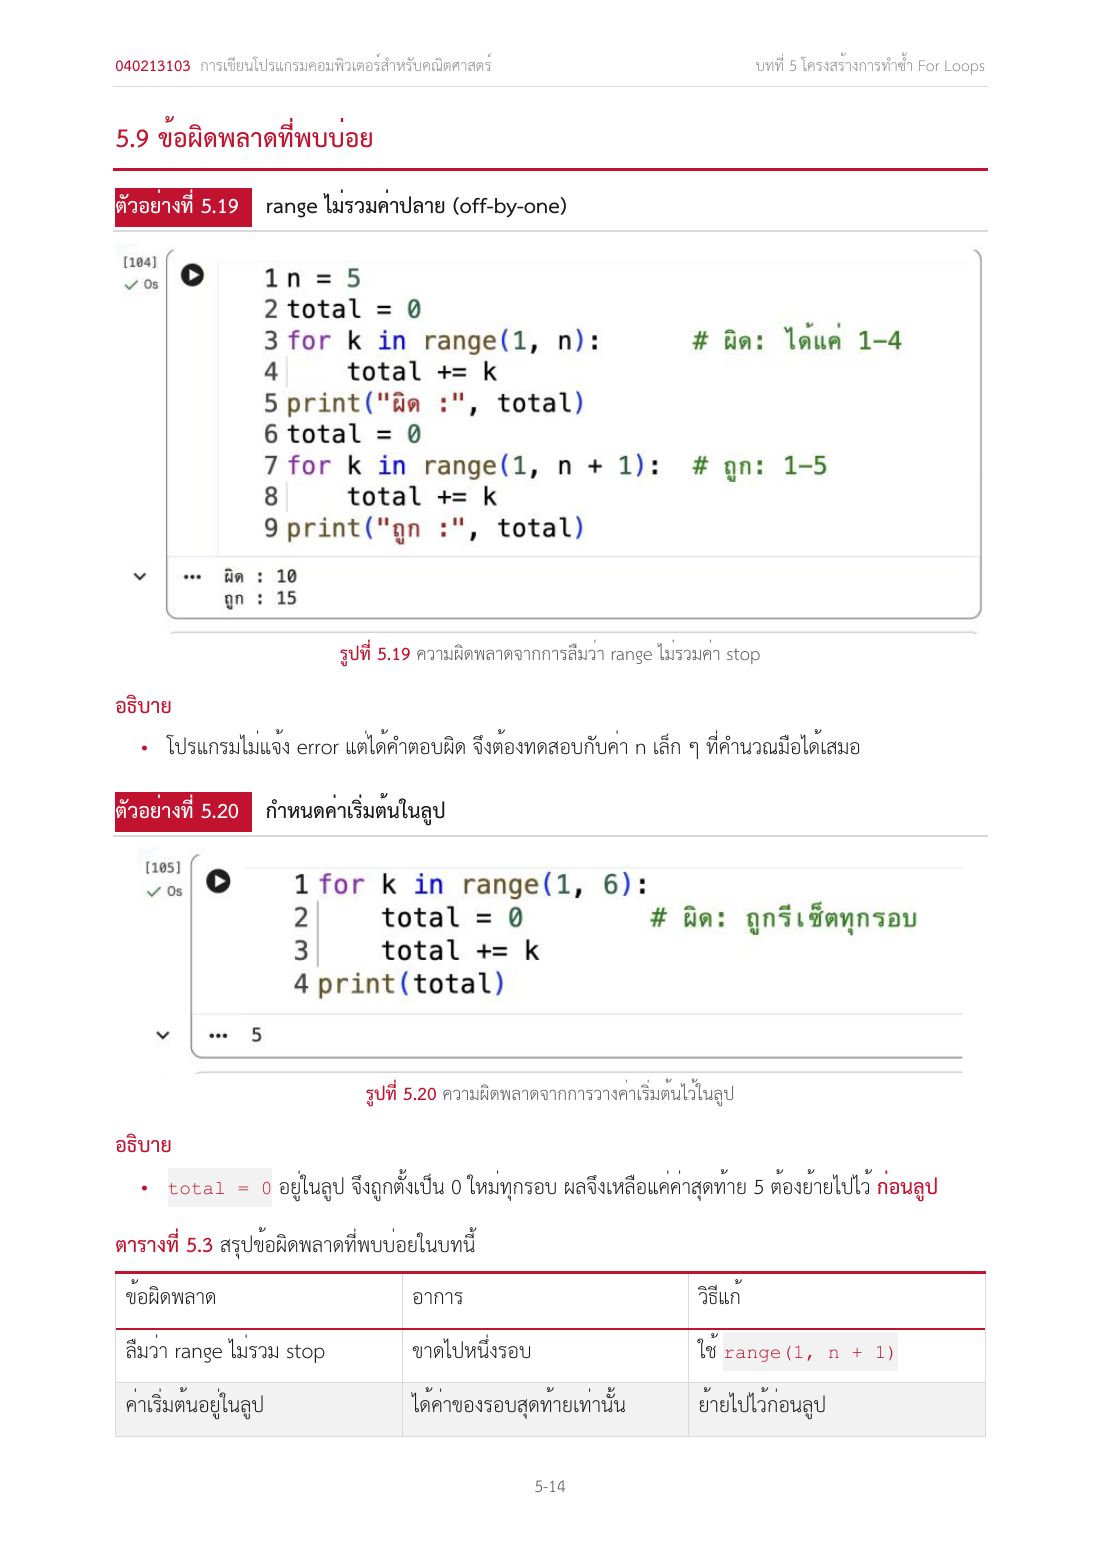 040213103 การเขียนโปรแกรมคอมพิวเตอร์สำหรับคณิตศาสตร์ บทที่ 5 โครงสร้างการทำซ้ำ For Loops
5.9 ข้อผิดพลาดที่พบบ่อย
ตัวอย่างที่ 5.19 range ไม่รวมค่าปลาย (off-by-one)
[104]
0s
1 n = 5
2 total = 0
3 for k in range(1, n): # ผิด: ได้แค่ 1-4
4 total += k
5 print("ผิด :", total)
6 total = 0
7 for k in range(1, n + 1): # ถูก: 1-5
8 total += k
9 print("ถูก :", total)
ผิด : 10
ถูก : 15
รูปที่ 5.19 ความผิดพลาดจากการลืมว่า range ไม่รวมค่า stop
อธิบาย
• โปรแกรมไม่แจ้ง error แต่ได้คำตอบผิด จึงต้องทดสอบกับค่า n เล็ก ๆ ที่คำนวณมือได้เสมอ
ตัวอย่างที่ 5.20 กำหนดค่าเริ่มต้นในลูป
[105]
0s
1 for k in range(1, 6):
2 total = 0 # ผิด: ถูกรีเซ็ตทุกรอบ
3 total += k
4 print(total)
5
รูปที่ 5.20 ความผิดพลาดจากการวางค่าเริ่มต้นไว้ในลูป
อธิบาย
• total = 0 อยู่ในลูป จึงถูกตั้งเป็น 0 ใหม่ทุกรอบ ผลจึงเหลือแค่ค่าสุดท้าย 5 ต้องย้ายไปไว้ ก่อนลูป
ตารางที่ 5.3 สรุปข้อผิดพลาดที่พบบ่อยในบทนี้
ข้อผิดพลาด อาการ วิธีแก้
ลืมว่า range ไม่รวม stop ขาดไปหนึ่งรอบ ใช้ range(1, n + 1)
ค่าเริ่มต้นอยู่ในลูป ได้ค่าของรอบสุดท้ายเท่านั้น ย้ายไปไว้ก่อนลูป
5-14